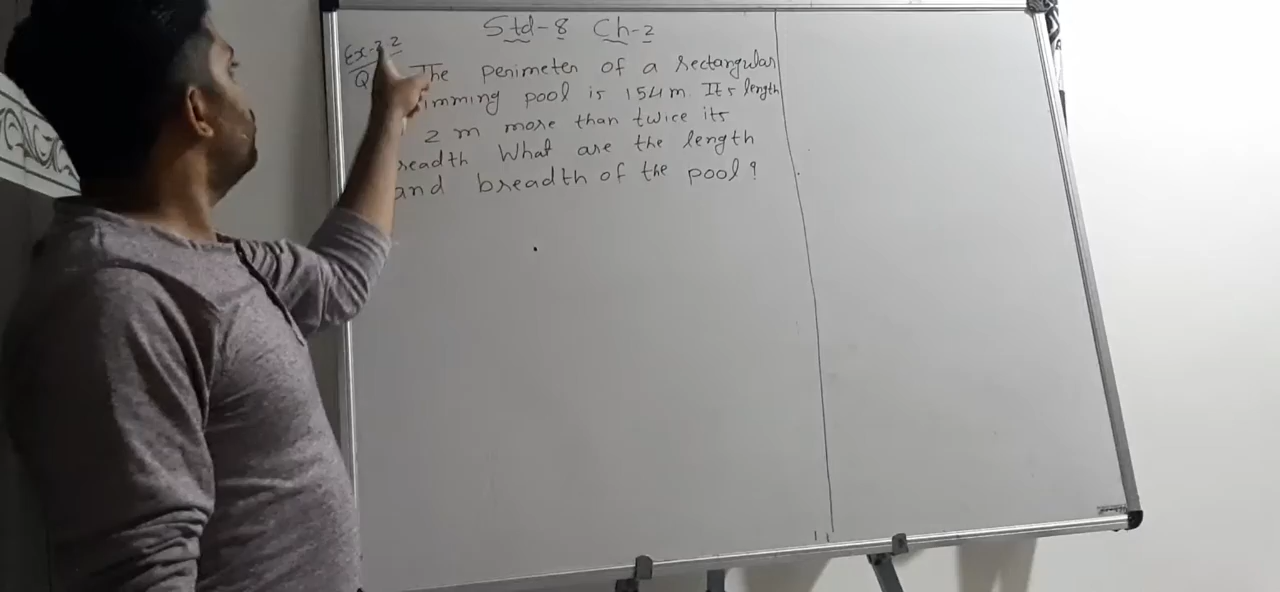 Std-8 Ch-2
Ex-2.2
Q
The perimeter of a rectangular
imming pool is 154m. Its length
2 m more than twice its
readth What are the length
and breadth of the pool ?